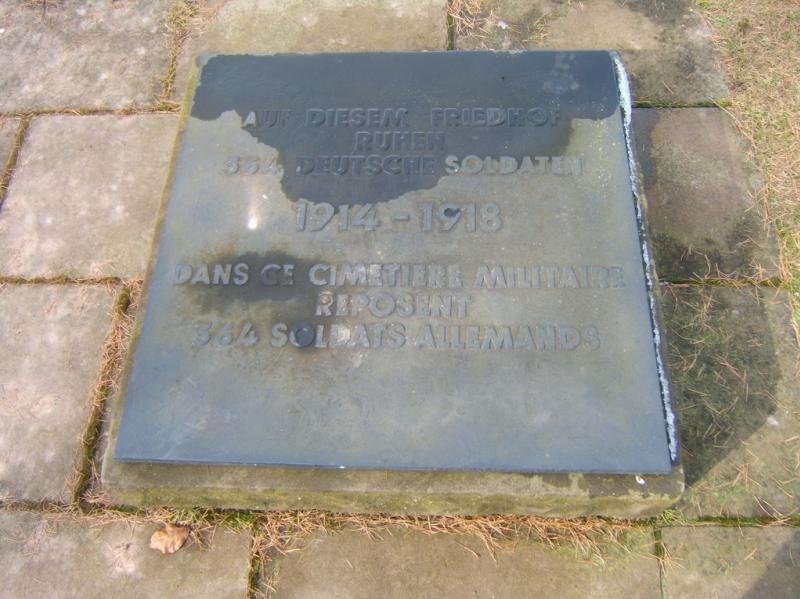 AUF DIESEM FRIEDHOF
RUHEN
364 DEUTSCHE SOLDATEN
1914-1918
DANS CE CIMETIERE MILITAIRE
REPOSENT
364 SOLDATS ALLEMANDS